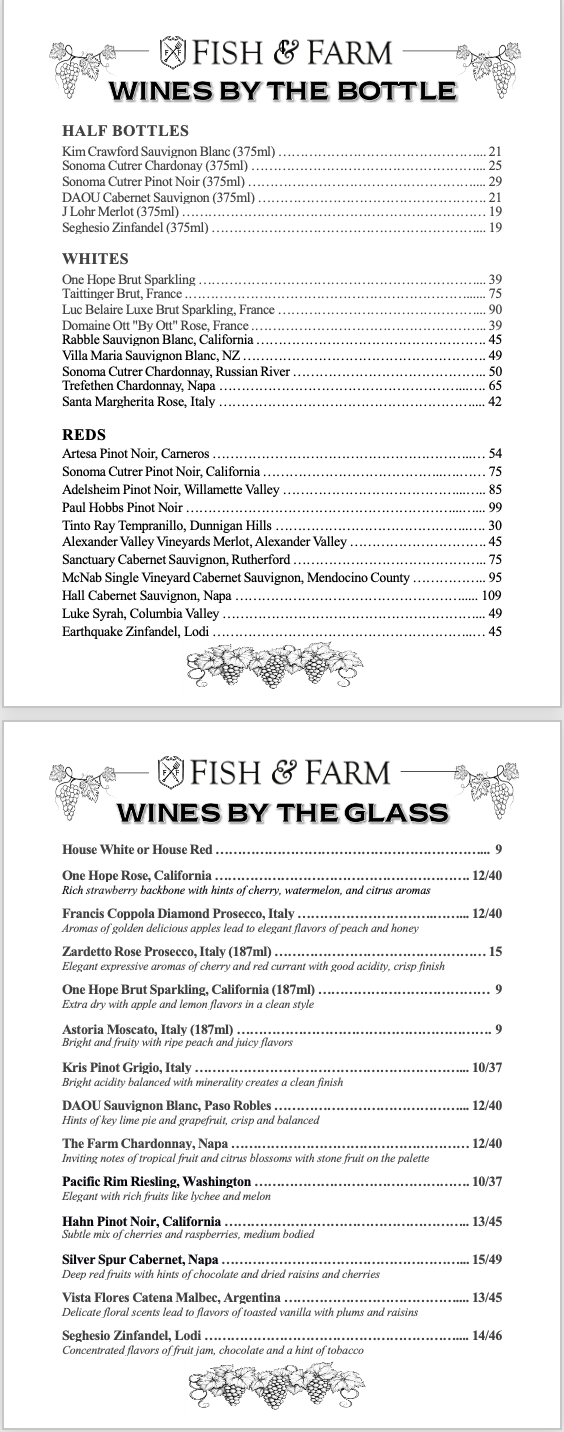 FISH & FARM
WINES BY THE BOTTLE
HALF BOTTLES
Kim Crawford Sauvignon Blanc (375ml) ………………………………………... 21
Sonoma Cutrer Chardonay (375ml) ……………………………………………... 25
Sonoma Cutrer Pinot Noir (375ml) ……………………………………………... 29
DAOU Cabernet Sauvignon (375ml) ……………………………………………. 21
J Lohr Merlot (375ml) …………………………………………………………… 19
Seghesio Zinfandel (375ml) ……………………………………………………... 19
WHITES
One Hope Brut Sparkling ………………………………………………………... 39
Taittinger Brut, France ………………………………………………………....... 75
Luc Belaire Luxe Brut Sparkling, France ………………………………………... 90
Domaine Ott "By Ott" Rose, France ……………………………………………... 39
Rabble Sauvignon Blanc, California ……………………………………………. 45
Villa Maria Sauvignon Blanc, NZ ………………………………………………. 49
Sonoma Cutrer Chardonnay, Russian River ……………………………………. 50
Trefethen Chardonnay, Napa ………………………………………………...…. 65
Santa Margherita Rose, Italy …………………………………………………..... 42
REDS
Artesa Pinot Noir, Carneros …………………………………………………..… 54
Sonoma Cutrer Pinot Noir, California …………………………………...……… 75
Adelsheim Pinot Noir, Willamette Valley …………………………………...….. 85
Paul Hobbs Pinot Noir ……………………………………………………...….... 99
Tinto Ray Tempranillo, Dunnigan Hills ……………………………………...…. 30
Alexander Valley Vineyards Merlot, Alexander Valley ………………………… 45
Sanctuary Cabernet Sauvignon, Rutherford …………………………………….. 75
McNab Single Vineyard Cabernet Sauvignon, Mendocino County …………….. 95
Hall Cabernet Sauvignon, Napa ……………………………………………...... 109
Luke Syrah, Columbia Valley …………………………………………………... 49
Earthquake Zinfandel, Lodi …………………………………………………..… 45
FISH & FARM
WINES BY THE GLASS
House White or House Red ………………………………………………….... 9
One Hope Rose, California …………………………………………………. 12/40
Rich strawberry backbone with hints of cherry, watermelon, and citrus aromas
Francis Coppola Diamond Prosecco, Italy ………………………….……... 12/40
Aromas of golden delicious apples lead to elegant flavors of peach and honey
Zardetto Rose Prosecco, Italy (187ml) ………………………………………… 15
Elegant expressive aromas of cherry and red currant with good acidity, crisp finish
One Hope Brut Sparkling, California (187ml) ………………………………… 9
Extra dry with apple and lemon flavors in a clean style
Astoria Moscato, Italy (187ml) …………………………………………………. 9
Bright and fruity with ripe peach and juicy flavors
Kris Pinot Grigio, Italy ……………………………………………………... 10/37
Bright acidity balanced with minerality creates a clean finish
DAOU Sauvignon Blanc, Paso Robles ……………………………………... 12/40
Hints of key lime pie and grapefruit, crisp and balanced
The Farm Chardonnay, Napa ……………………………………………… 12/40
Inviting notes of tropical fruit and citrus blossoms with stone fruit on the palette
Pacific Rim Riesling, Washington …………………………………………. 10/37
Elegant with rich fruits like lychee and melon
Hahn Pinot Noir, California ……………………………………………….. 13/45
Subtle mix of cherries and raspberries, medium bodied
Silver Spur Cabernet, Napa ………………………………………………... 15/49
Deep red fruits with hints of chocolate and dried raisins and cherries
Vista Flores Catena Malbec, Argentina …………………………………..... 13/45
Delicate floral scents lead to flavors of toasted vanilla with plums and raisins
Seghesio Zinfandel, Lodi ………………………………………………….... 14/46
Concentrated flavors of fruit jam, chocolate and a hint of tobacco